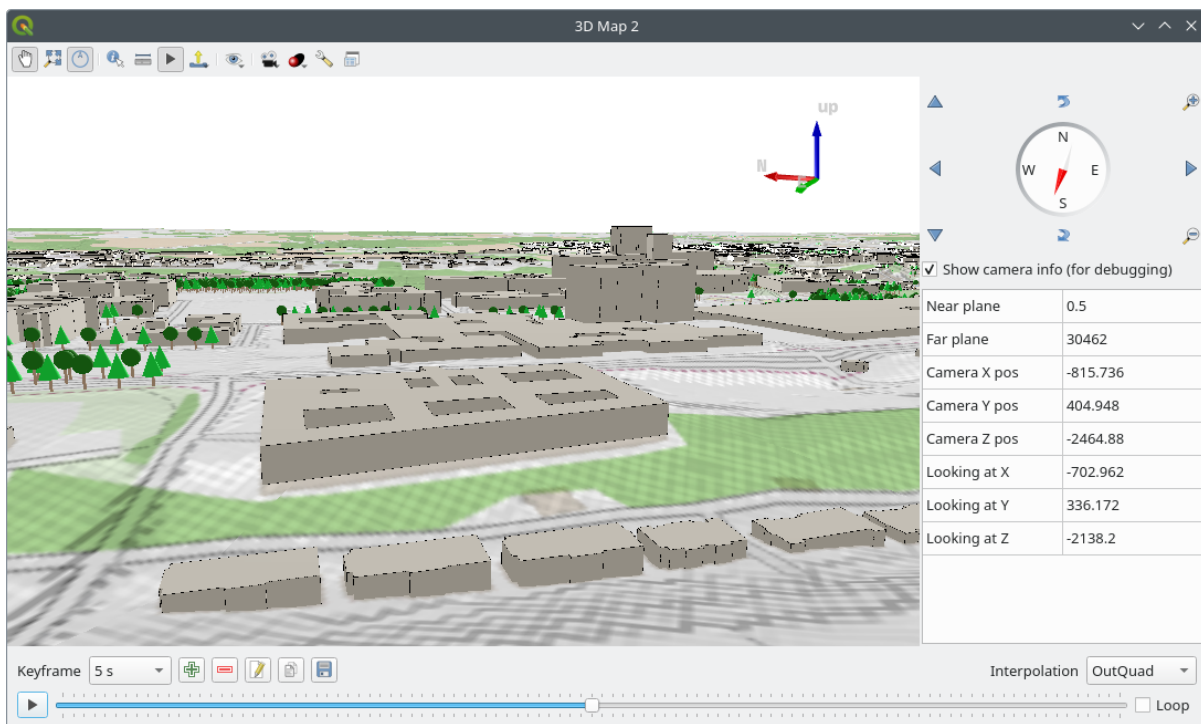 3D Map 2
up
N
E
N
W
E
S
Show camera info (for debugging)
Near plane 0.5
Far plane 30462
Camera X pos -815.736
Camera Y pos 404.948
Camera Z pos -2464.88
Looking at X -702.962
Looking at Y 336.172
Looking at Z -2138.2
Keyframe 5 s Interpolation OutQuad
Loop